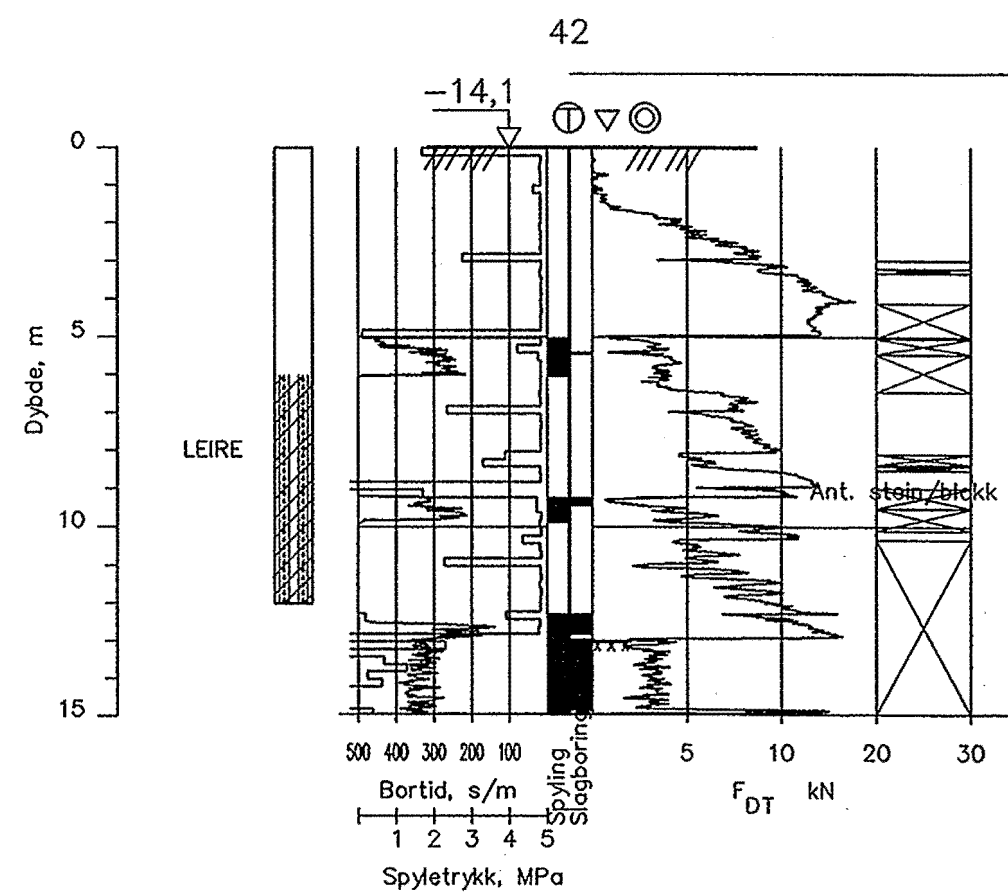 42
−14,1
T
0
5
LEIRE
Ant. stein/blokk
10
15
Dybde, m
500 400 300 200 100
Spyling
Slagboring
5 10 20 30
Bortid, s/m
F DT kN
1 2 3 4 5
Spyletrykk, MPa
x x x x